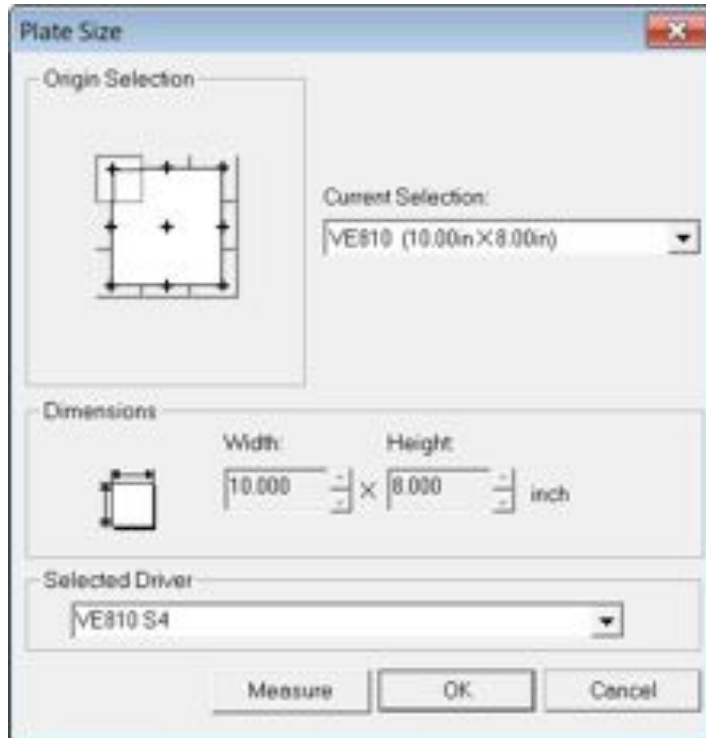 Plate Size
Origin Selection
Current Selection:
VE810 (10.00in X 8.00in)
Dimensions
Width:
Height:
10.000 X 8.000 inch
Selected Driver
VE810 S4
Measure OK Cancel